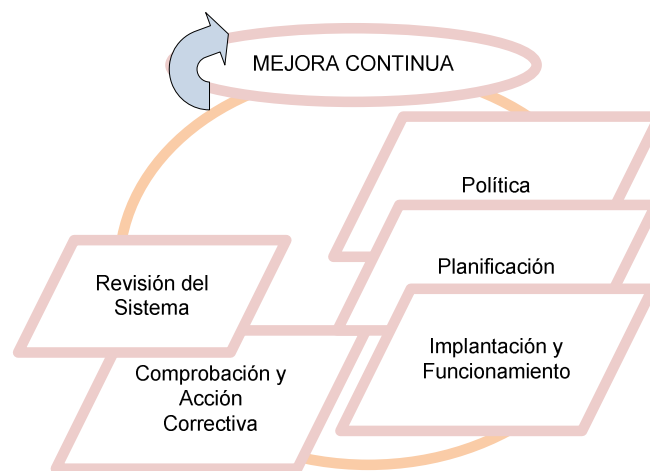 MEJORA CONTINUA
Política
Planificación
Implantación y
Funcionamiento
Comprobación y
Acción
Correctiva
Revisión del
Sistema